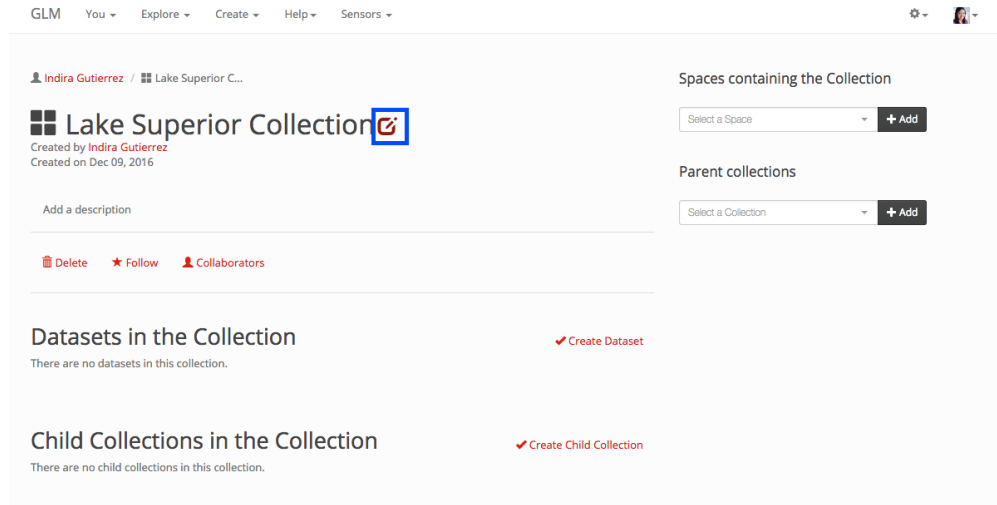 GLM You Explore Create Help Sensors
Indira Gutierrez / Lake Superior C...
Lake Superior Collection
Created by Indira Gutierrez
Created on Dec 09, 2016
Add a description
Delete Follow Collaborators
Datasets in the Collection
Create Dataset
There are no datasets in this collection.
Child Collections in the Collection
Create Child Collection
There are no child collections in this collection.
Spaces containing the Collection
Select a Space
+ Add
Parent collections
Select a Collection
+ Add